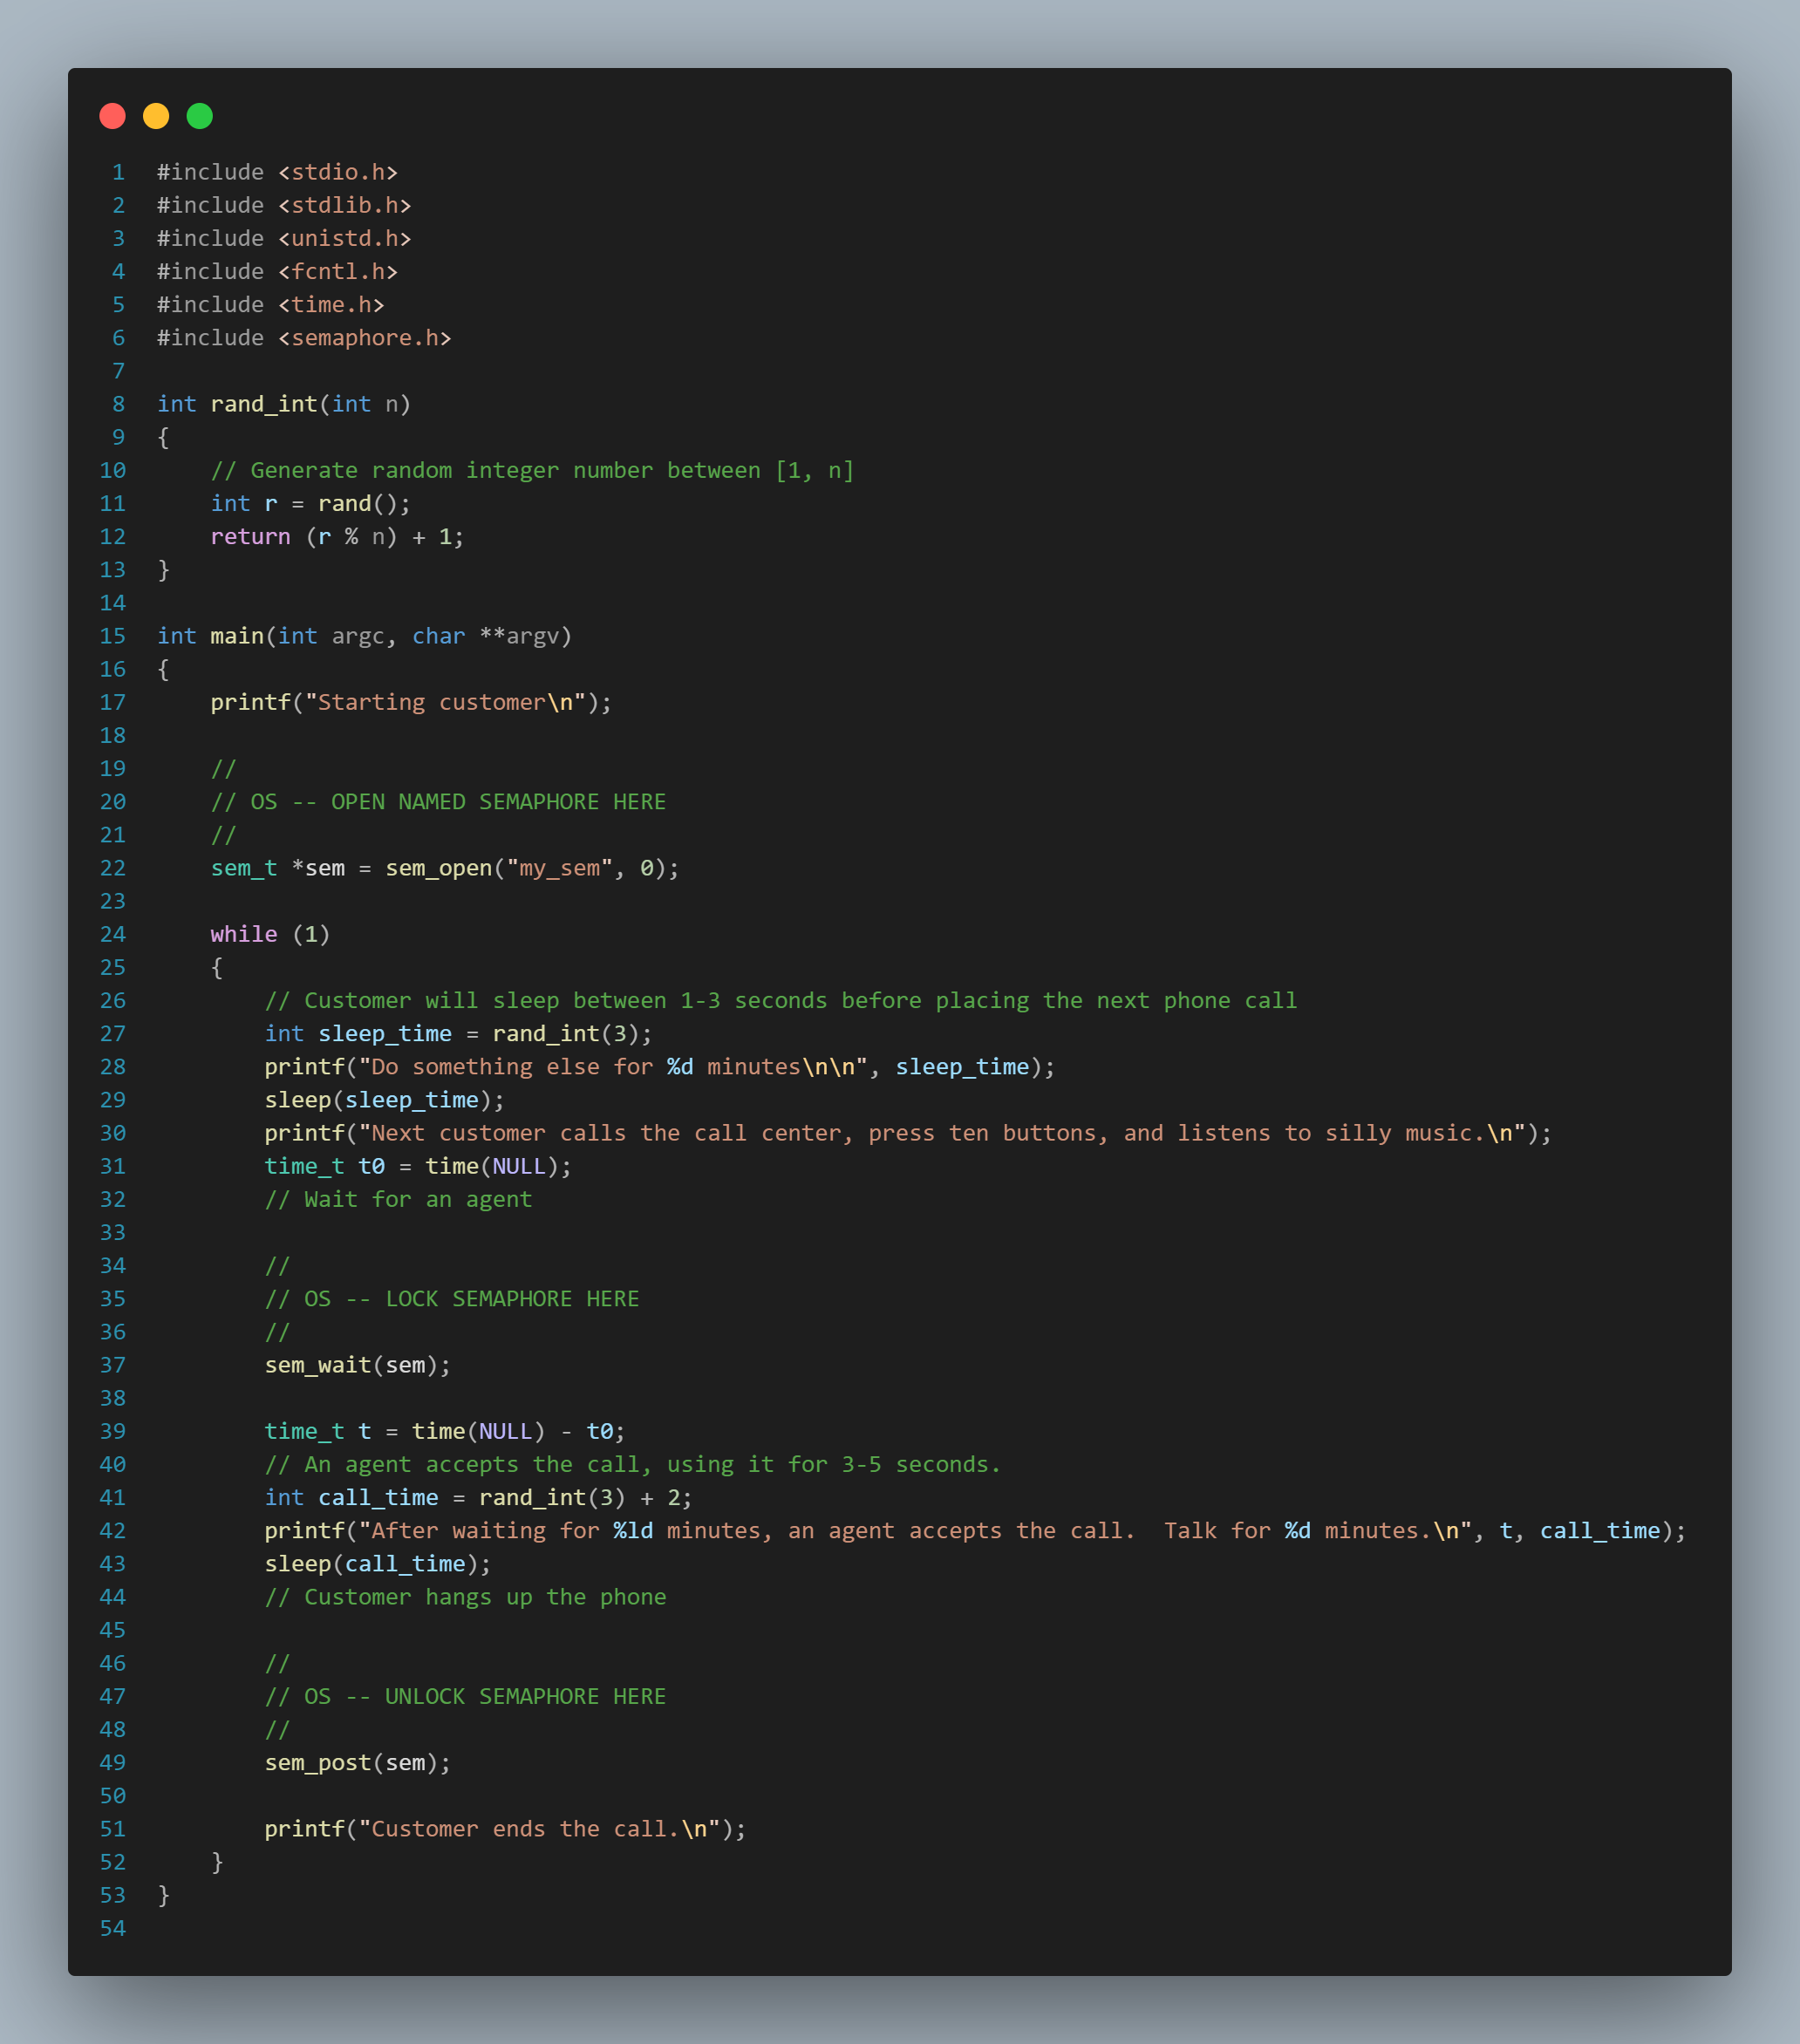 1 #include <stdio.h>
2 #include <stdlib.h>
3 #include <unistd.h>
4 #include <fcntl.h>
5 #include <time.h>
6 #include <semaphore.h>
7
8 int rand_int(int n)
9 {
10     // Generate random integer number between [1, n]
11     int r = rand();
12     return (r % n) + 1;
13 }
14
15 int main(int argc, char **argv)
16 {
17     printf("Starting customer\n");
18
19     //
20     // OS -- OPEN NAMED SEMAPHORE HERE
21     //
22     sem_t *sem = sem_open("my_sem", 0);
23
24     while (1)
25     {
26         // Customer will sleep between 1-3 seconds before placing the next phone call
27         int sleep_time = rand_int(3);
28         printf("Do something else for %d minutes\n\n", sleep_time);
29         sleep(sleep_time);
30         printf("Next customer calls the call center, press ten buttons, and listens to silly music.\n");
31         time_t t0 = time(NULL);
32         // Wait for an agent
33
34         //
35         // OS -- LOCK SEMAPHORE HERE
36         //
37         sem_wait(sem);
38
39         time_t t = time(NULL) - t0;
40         // An agent accepts the call, using it for 3-5 seconds.
41         int call_time = rand_int(3) + 2;
42         printf("After waiting for %ld minutes, an agent accepts the call.  Talk for %d minutes.\n", t, call_time);
43         sleep(call_time);
44         // Customer hangs up the phone
45
46         //
47         // OS -- UNLOCK SEMAPHORE HERE
48         //
49         sem_post(sem);
50
51         printf("Customer ends the call.\n");
52     }
53 }
54